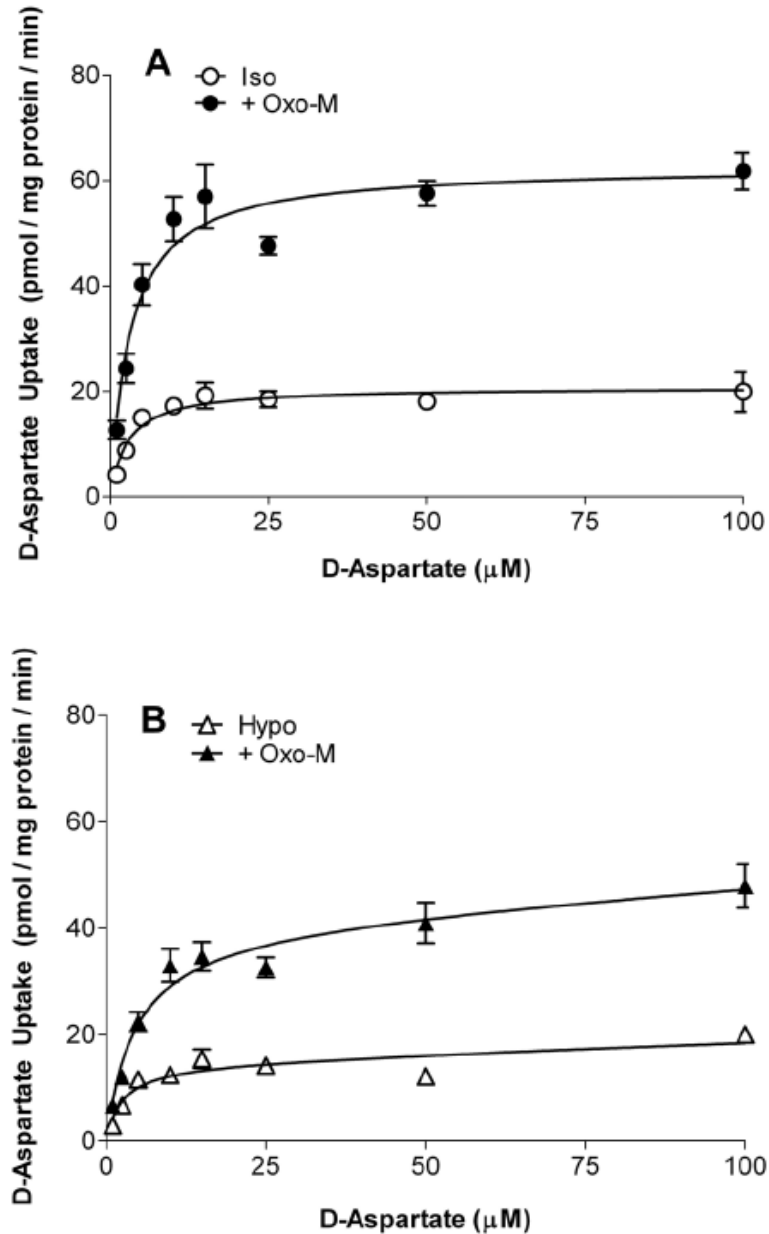 A
Iso
+ Oxo-M
D-Aspartate Uptake (pmol / mg protein / min)
80
60
40
20
0
0 25 50 75 100
D-Aspartate (μM)
B
Hypo
+ Oxo-M
D-Aspartate Uptake (pmol / mg protein / min)
80
60
40
20
0
0 25 50 75 100
D-Aspartate (μM)